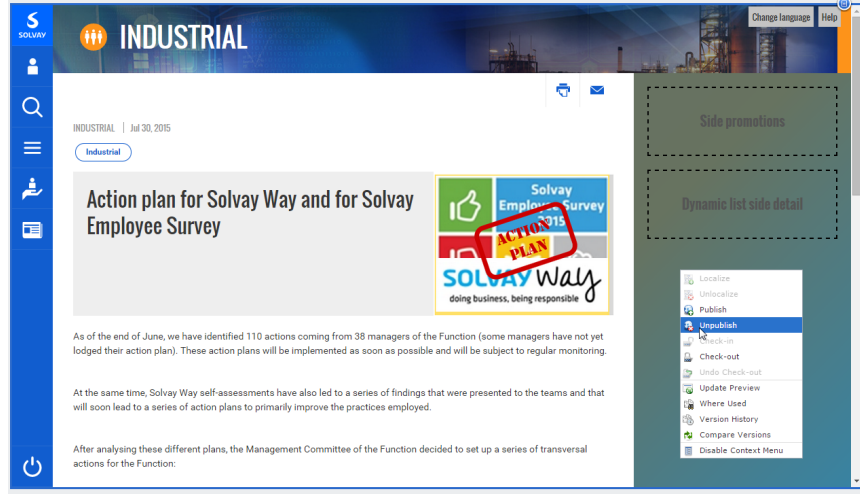 SOLVAY
INDUSTRIAL
Change language
Help
INDUSTRIAL | Jul 30, 2015
Industrial
Side promotions
Dynamic list side detail
Action plan for Solvay Way and for Solvay
Employee Survey
Solvay
Employee Survey
2015
ACTION
PLAN
SOLVAY Way
doing business, being responsible
As of the end of June, we have identified 110 actions coming from 38 managers of the Function (some managers have not yet
lodged their action plan). These action plans will be implemented as soon as possible and will be subject to regular monitoring.
At the same time, Solvay Way self-assessments have also led to a series of findings that were presented to the teams and that
will soon lead to a series of action plans to primarily improve the practices employed.
After analysing these different plans, the Management Committee of the Function decided to set up a series of transversal
actions for the Function:
Localize
Unlocalize
Publish
Unpublish
Check-in
Check-out
Undo Check-out
Update Preview
Where Used
Version History
Compare Versions
Disable Context Menu